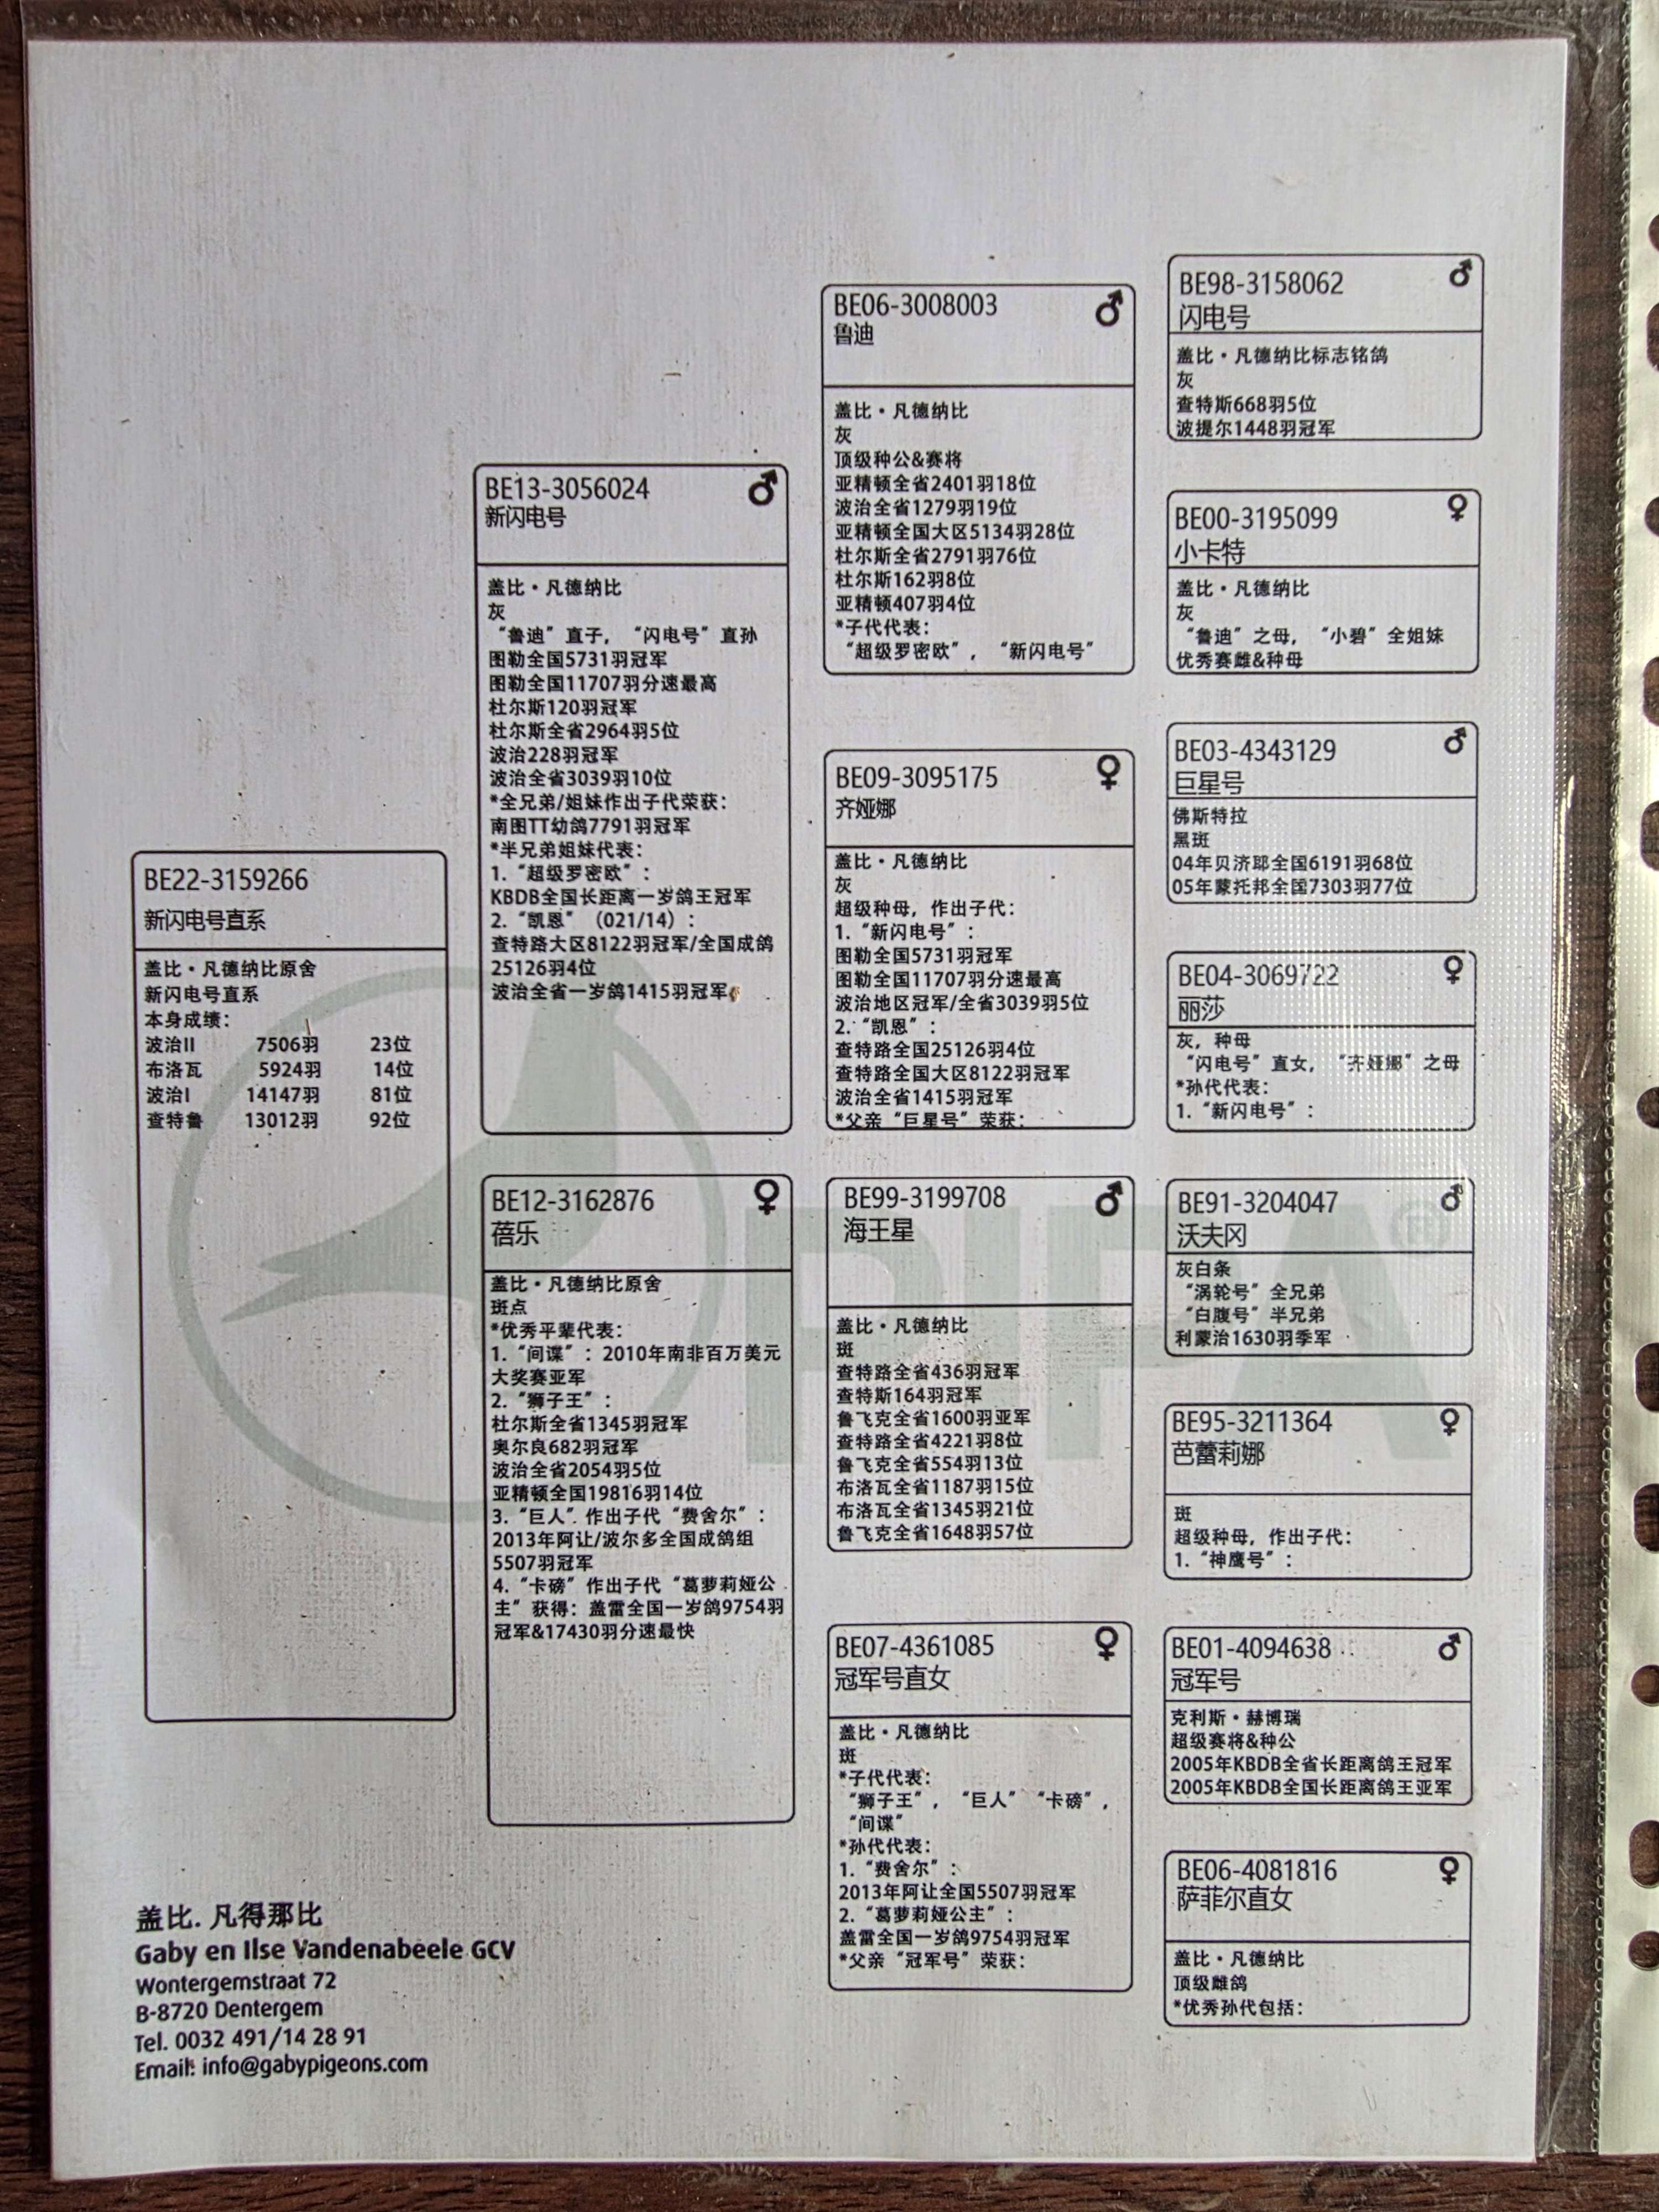 BE22-3159266
新闪电号直系
盖比·凡德纳比原舍
新闪电号直系
本身成绩：
波治II 7506羽 23位
布洛瓦 5924羽 14位
波治I 14147羽 81位
查特鲁 13012羽 92位
BE13-3056024 ♂
新闪电号
盖比·凡德纳比
灰
“鲁迪”直子，“闪电号”直孙
图勒全国5731羽冠军
图勒全国11707羽分速最高
杜尔斯120羽冠军
杜尔斯全省2964羽5位
波治228羽冠军
波治全省3039羽10位
*全兄弟/姐妹作出子代荣获：
南图TT幼鸽7791羽冠军
*半兄弟姐妹代表：
1.“超级罗密欧”：
KBDB全国长距离一岁鸽王冠军
2.“凯恩”（021/14）：
查特路大区8122羽冠军/全国成鸽
25126羽4位
波治全省一岁鸽1415羽冠军
BE12-3162876 ♀
蓓乐
盖比·凡德纳比原舍
斑点
*优秀平辈代表：
1.“间谍”：2010年南非百万美元
大奖赛亚军
2.“狮子王”：
杜尔斯全省1345羽冠军
奥尔良682羽冠军
波治全省2054羽5位
亚精顿全国19816羽14位
3.“巨人”作出子代“费舍尔”：
2013年阿让/波尔多全国成鸽组
5507羽冠军
4.“卡磅”作出子代“葛萝莉娅公
主”获得：盖雷全国一岁鸽9754羽
冠军&17430羽分速最快
BE06-3008003 ♂
鲁迪
盖比·凡德纳比
灰
顶级种公&赛将
亚精顿全省2401羽18位
波治全省1279羽19位
亚精顿全国大区5134羽28位
杜尔斯全省2791羽76位
杜尔斯162羽8位
亚精顿407羽4位
*子代代表：
“超级罗密欧”，“新闪电号”
BE09-3095175 ♀
齐娅娜
盖比·凡德纳比
灰
超级种母，作出子代：
1.“新闪电号”：
图勒全国5731羽冠军
图勒全国11707羽分速最高
波治地区冠军/全省3039羽5位
2.“凯恩”：
查特路全国25126羽4位
查特路全国大区8122羽冠军
波治全省1415羽冠军
*父亲“巨星号”荣获：
BE99-3199708 ♂
海王星
盖比·凡德纳比
斑
查特路全省436羽冠军
查特斯164羽冠军
鲁飞克全省1600羽亚军
查特路全省4221羽8位
鲁飞克全省554羽13位
布洛瓦全省1187羽15位
布洛瓦全省1345羽21位
鲁飞克全省1648羽57位
BE07-4361085 ♀
冠军号直女
盖比·凡德纳比
斑
*子代代表：
“狮子王”，“巨人”“卡磅”，
“间谍”
*孙代代表：
1.“费舍尔”：
2013年阿让全国5507羽冠军
2.“葛萝莉娅公主”：
盖雷全国一岁鸽9754羽冠军
*父亲“冠军号”荣获：
BE98-3158062 ♂
闪电号
盖比·凡德纳比标志铭鸽
灰
查特斯668羽5位
波提尔1448羽冠军
BE00-3195099 ♀
小卡特
盖比·凡德纳比
灰
“鲁迪”之母，“小碧”全姐妹
优秀赛雌&种母
BE03-4343129 ♂
巨星号
佛斯特拉
黑斑
04年贝济耶全国6191羽68位
05年蒙托邦全国7303羽77位
BE04-3069722 ♀
丽莎
灰，种母
“闪电号”直女，“齐娅娜”之母
*孙代代表：
1.“新闪电号”：
BE91-3204047 ♂
沃夫冈
灰白条
“涡轮号”全兄弟
“白腹号”半兄弟
利蒙治1630羽季军
BE95-3211364 ♀
芭蕾莉娜
斑
超级种母，作出子代：
1.“神鹰号”：
BE01-4094638 ♂
冠军号
克利斯·赫博瑞
超级赛将&种公
2005年KBDB全省长距离鸽王冠军
2005年KBDB全国长距离鸽王亚军
BE06-4081816 ♀
萨菲尔直女
盖比·凡德纳比
顶级雌鸽
*优秀孙代包括：
PIPA®
盖比. 凡得那比
Gaby en Ilse Vandenabeele GCV
Wontergemstraat 72
B-8720 Dentergem
Tel. 0032 491/14 28 91
Email: info@gabypigeons.com